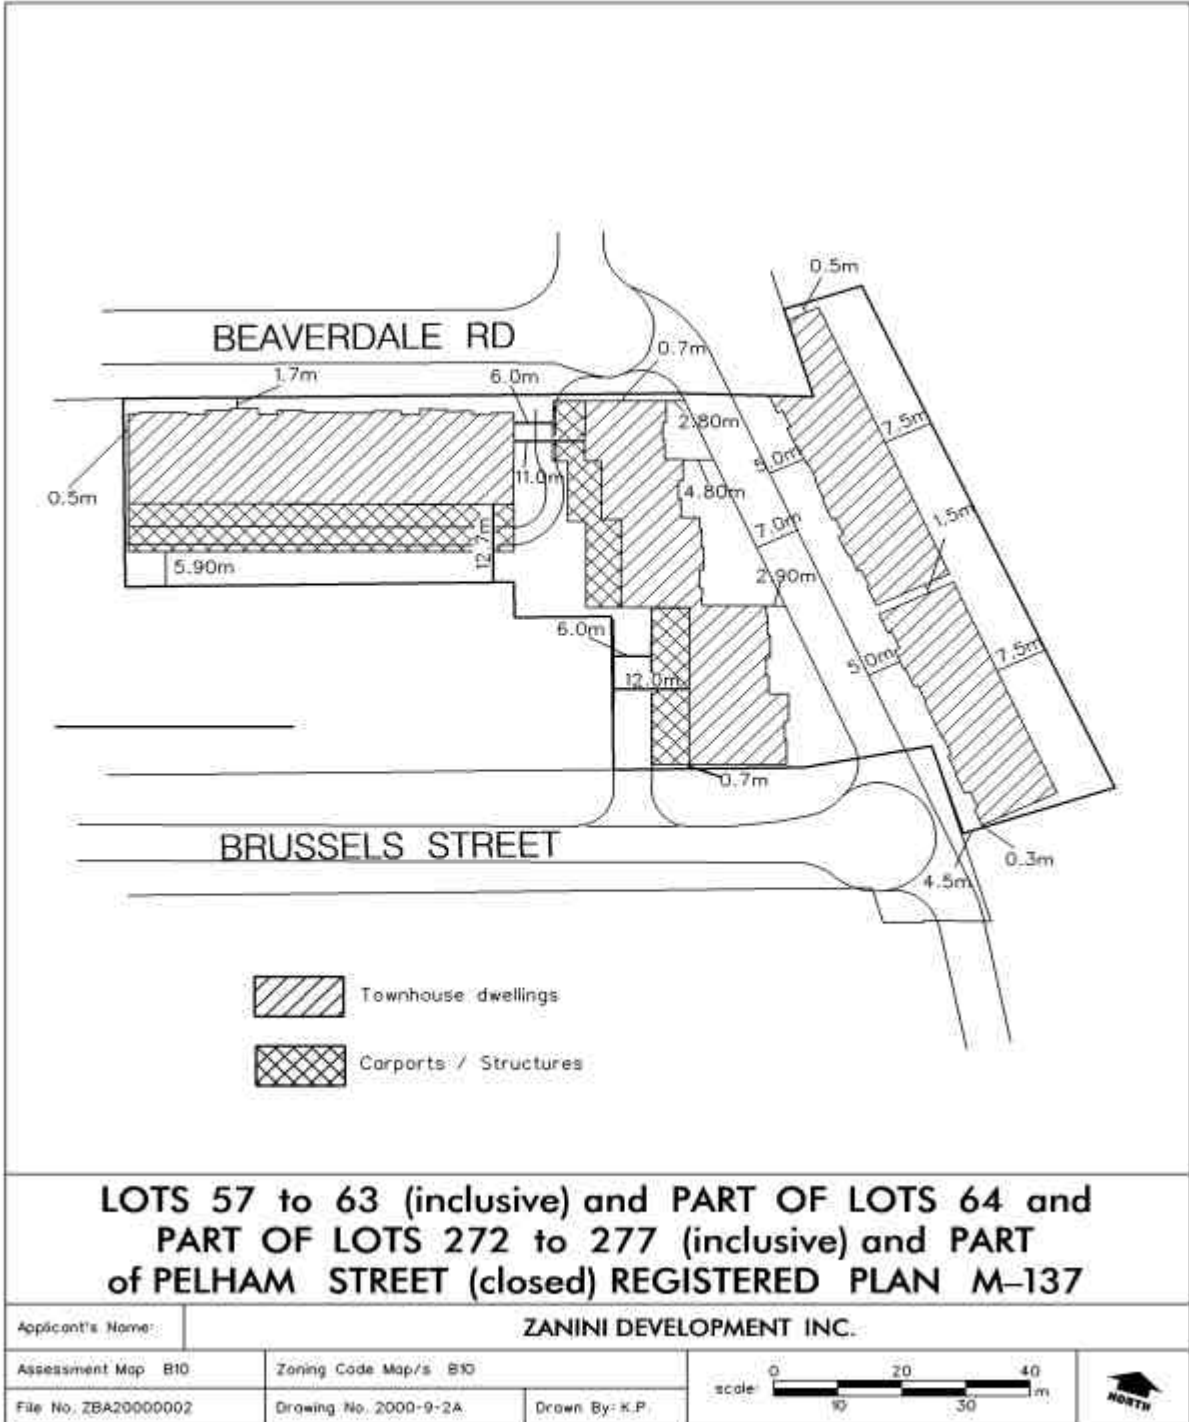 0.5m
BEAVERDALE RD
0.7m
1.7m
6.0m
2.80m
7.5m
5.0m
11.0m
4.80m
0.5m
1.5m
7.0m
12.7m
5.90m
2.90m
6.0m
7.5m
5.0m
12.0m
0.7m
BRUSSELS STREET
0.3m
4.5m
Townhouse dwellings
Carports / Structures
LOTS 57 to 63 (inclusive) and PART OF LOTS 64 and
PART OF LOTS 272 to 277 (inclusive) and PART
of PELHAM STREET (closed) REGISTERED PLAN M–137
Applicant's Name:
ZANINI DEVELOPMENT INC.
Assessment Map B10
Zoning Code Map/s B10
scale: 0 10 20 30 40 m
NORTH
File No. ZBA20000002
Drawing No. 2000-9-2A
Drawn By: K.P.